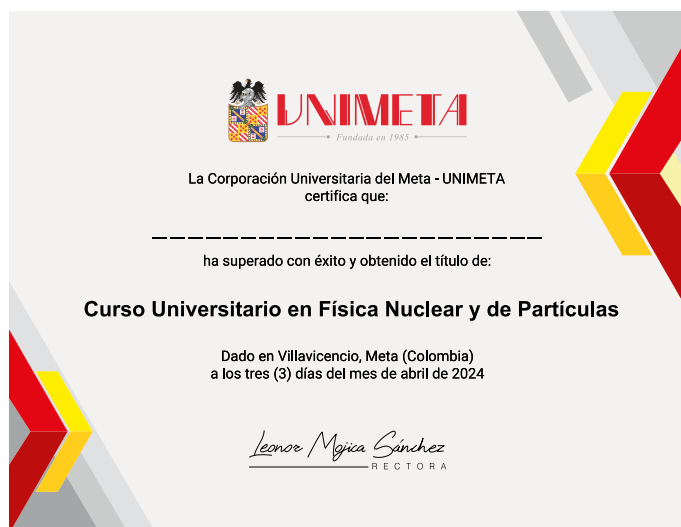 UNIMETA
Fundada en 1985
La Corporación Universitaria del Meta - UNIMETA
certifica que:
ha superado con éxito y obtenido el título de:
Curso Universitario en Física Nuclear y de Partículas
Dado en Villavicencio, Meta (Colombia)
a los tres (3) días del mes de abril de 2024
Leonor Mojica Sánchez
RECTORA